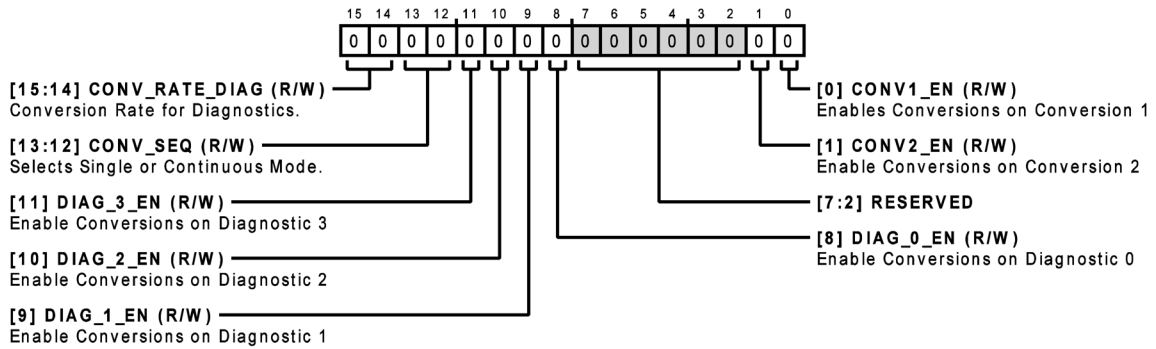 15 14 13 12 11 10 9 8 7 6 5 4 3 2 1 0
0 0 0 0 0 0 0 0 0 0 0 0 0 0 0 0
[15:14] CONV_RATE_DIAG (R/W)
Conversion Rate for Diagnostics.
[13:12] CONV_SEQ (R/W)
Selects Single or Continuous Mode.
[11] DIAG_3_EN (R/W)
Enable Conversions on Diagnostic 3
[10] DIAG_2_EN (R/W)
Enable Conversions on Diagnostic 2
[9] DIAG_1_EN (R/W)
Enable Conversions on Diagnostic 1
[0] CONV1_EN (R/W)
Enables Conversions on Conversion 1
[1] CONV2_EN (R/W)
Enable Conversions on Conversion 2
[7:2] RESERVED
[8] DIAG_0_EN (R/W)
Enable Conversions on Diagnostic 0